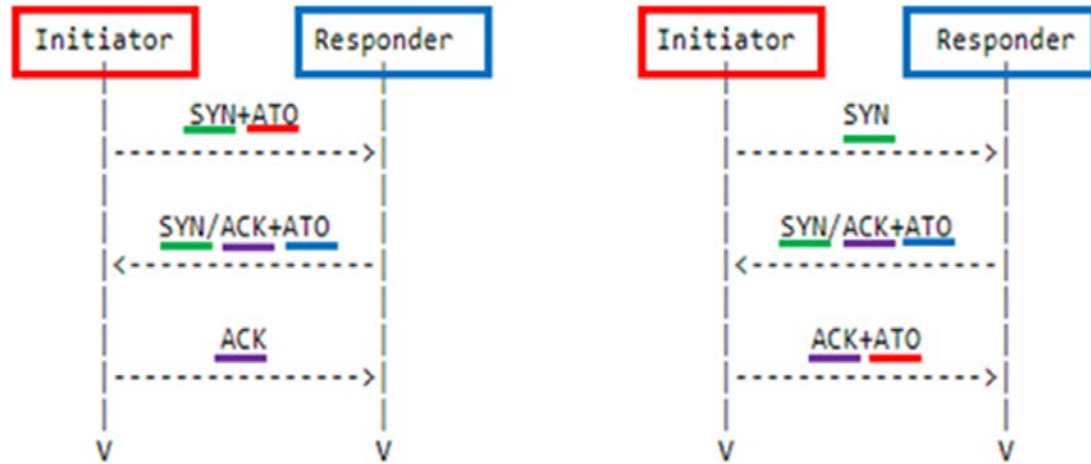 Initiator Responder Initiator Responder
SYN+ATO SYN
SYN/ACK+ATO SYN/ACK+ATO
ACK ACK+ATO
V V V V